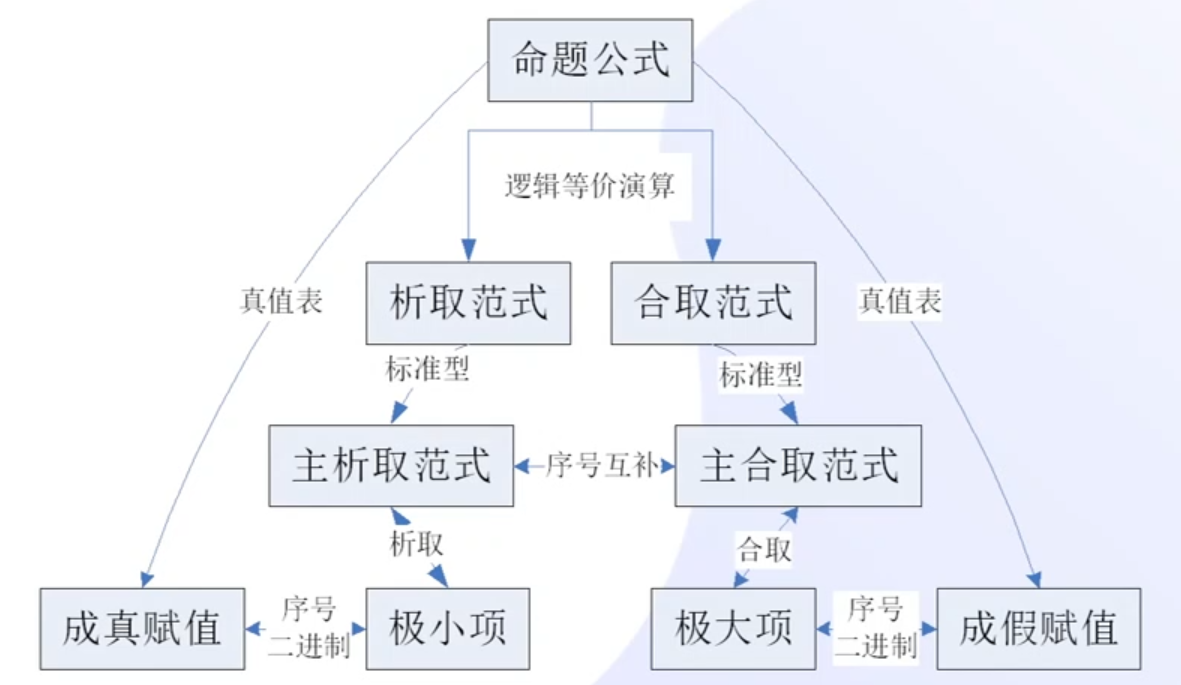 命题公式
逻辑等价演算
真值表
析取范式
合取范式
真值表
标准型
标准型
主析取范式
序号互补
主合取范式
析取
合取
成真赋值
序号
二进制
极小项
极大项
序号
二进制
成假赋值